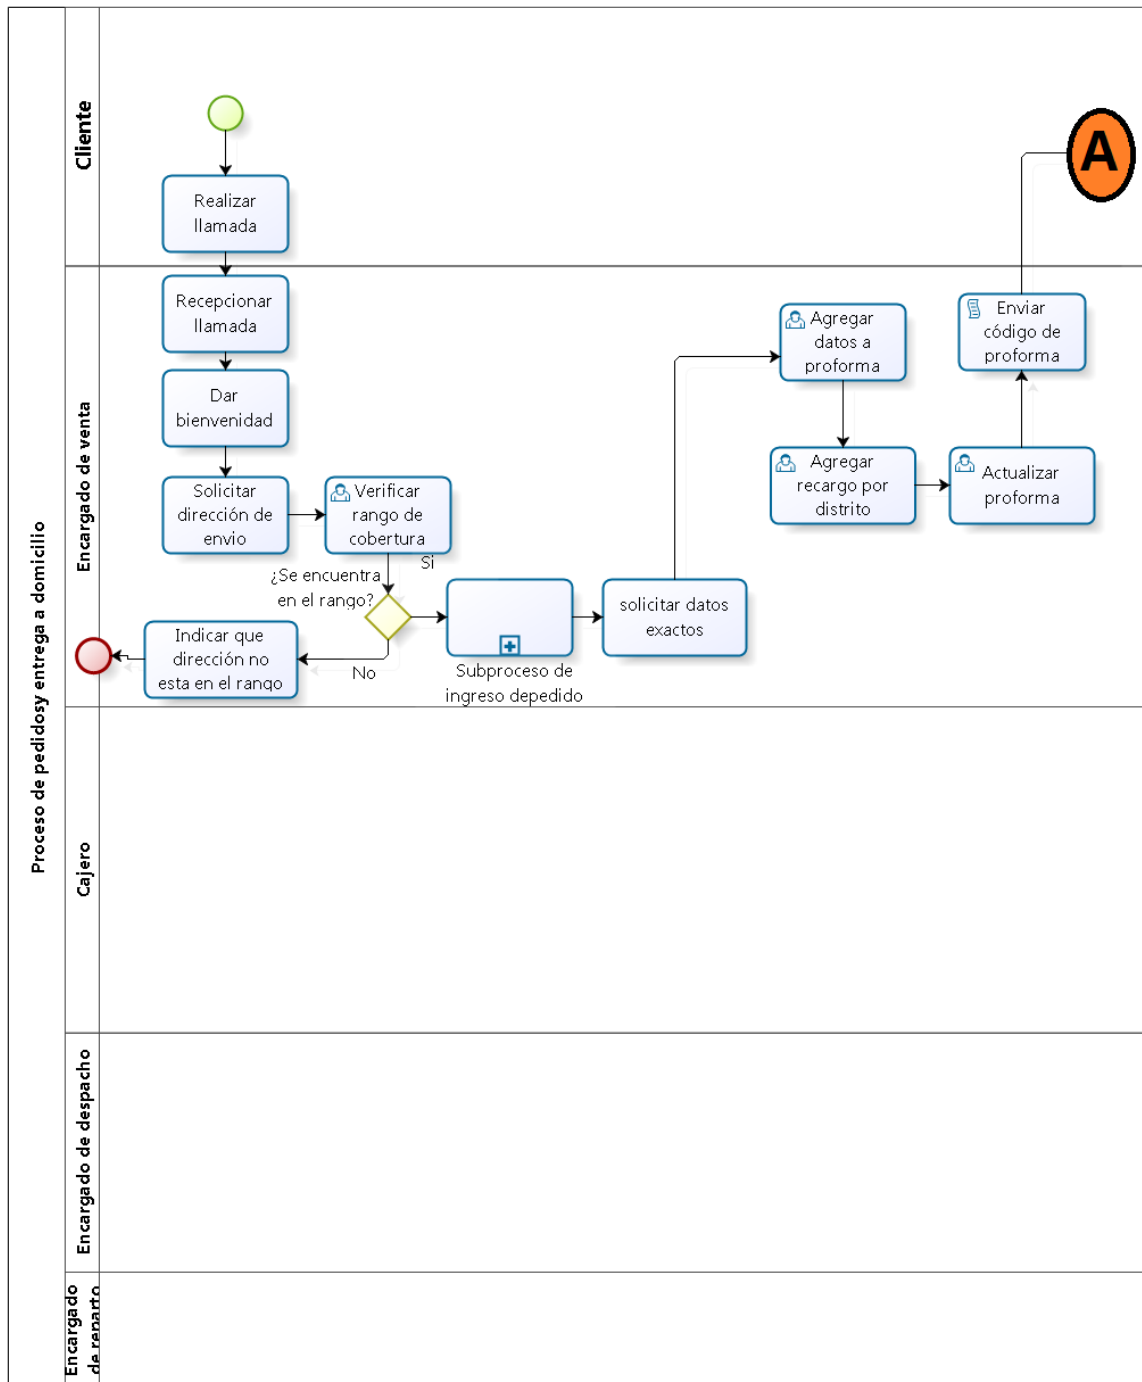 Proceso de pedidosy entrega a domicilio
Cliente
Realizar
llamada
A
Encargado de venta
Recepcionar
llamada
Dar
bienvenidad
Solicitar
dirección de
envio
Verificar
rango de
cobertura
¿Se encuentra
en el rango?
Si
No
Indicar que
dirección no
esta en el rango
Subproceso de
ingreso depedido
solicitar datos
exactos
Agregar
datos a
proforma
Agregar
recargo por
distrito
Actualizar
proforma
Enviar
código de
proforma
Cajero
Encargado de despacho
Encargado
de reparto